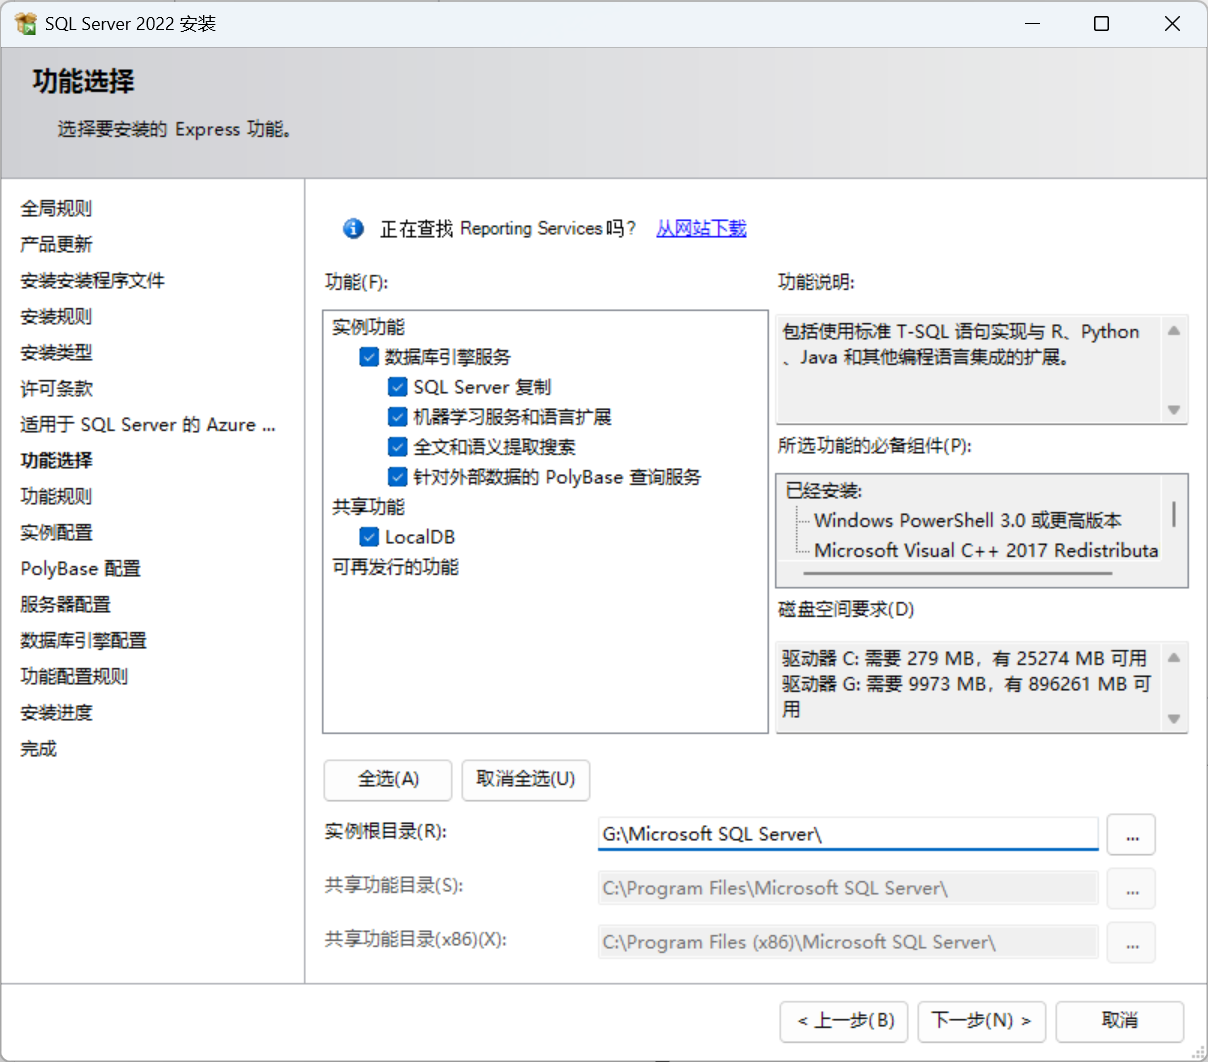 SQL Server 2022 安装
功能选择
选择要安装的 Express 功能。
全局规则
产品更新
安装安装程序文件
安装规则
安装类型
许可条款
适用于 SQL Server 的 Azure ...
功能选择
功能规则
实例配置
PolyBase 配置
服务器配置
数据库引擎配置
功能配置规则
安装进度
完成
正在查找 Reporting Services吗? 从网站下载
功能(F):
实例功能
数据库引擎服务
SQL Server 复制
机器学习服务和语言扩展
全文和语义提取搜索
针对外部数据的 PolyBase 查询服务
共享功能
LocalDB
可再发行的功能
功能说明:
包括使用标准 T-SQL 语句实现与 R、Python
、Java 和其他编程语言集成的扩展。
所选功能的必备组件(P):
已经安装:
Windows PowerShell 3.0 或更高版本
Microsoft Visual C++ 2017 Redistributa
磁盘空间要求(D)
驱动器 C: 需要 279 MB，有 25274 MB 可用
驱动器 G: 需要 9973 MB，有 896261 MB 可
用
全选(A) 取消全选(U)
实例根目录(R): G:\Microsoft SQL Server\ ...
共享功能目录(S): C:\Program Files\Microsoft SQL Server\ ...
共享功能目录(x86)(X): C:\Program Files (x86)\Microsoft SQL Server\ ...
< 上一步(B) 下一步(N) > 取消